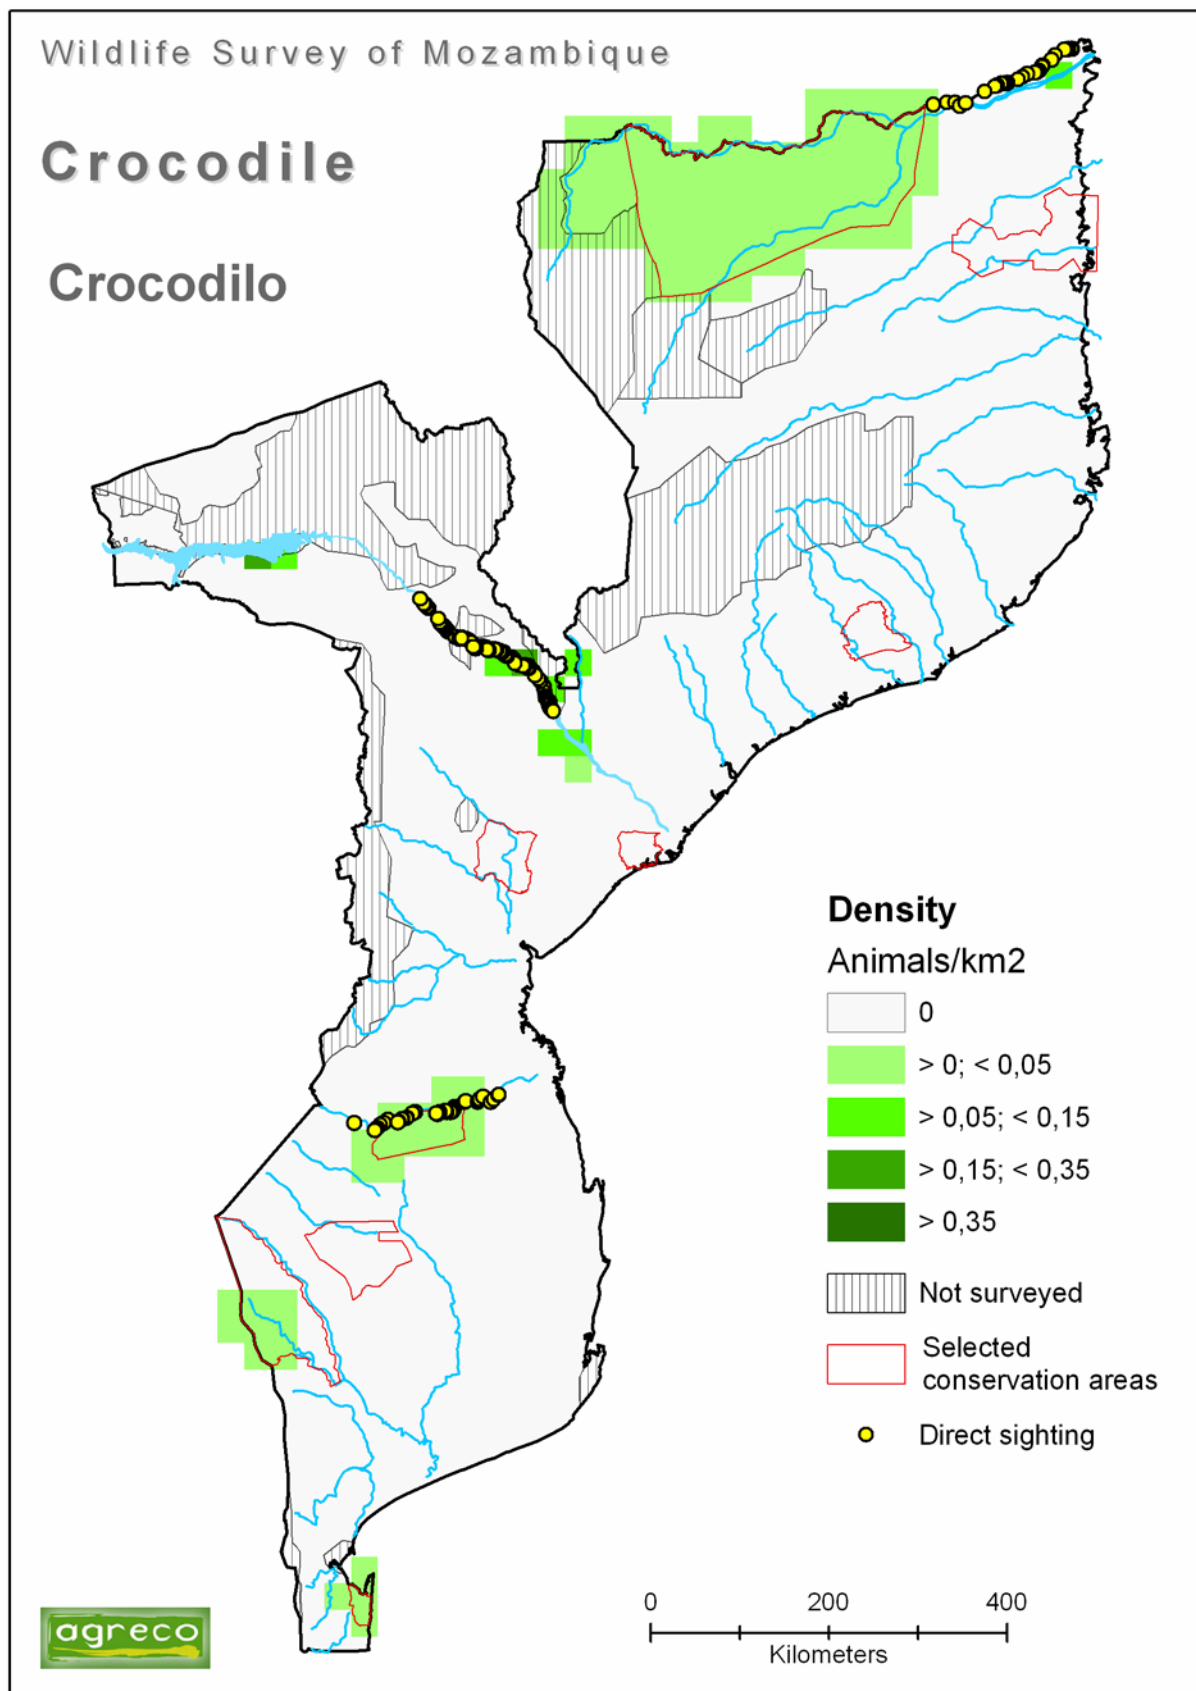 Wildlife Survey of Mozambique
Crocodile
Crocodilo
Density
Animals/km2
0
> 0; < 0,05
> 0,05; < 0,15
> 0,15; < 0,35
> 0,35
Not surveyed
Selected
conservation areas
Direct sighting
0 200 400
Kilometers
agreco